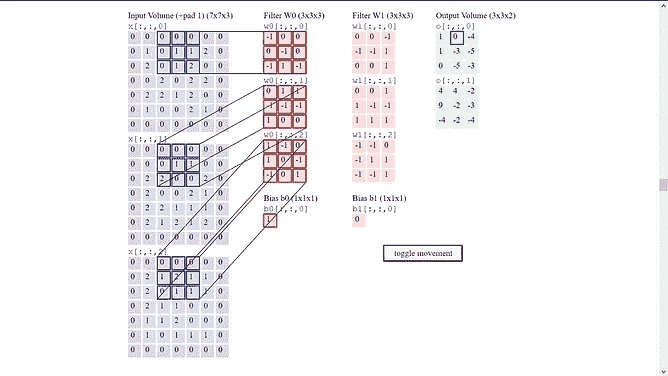 Input Volume (+pad 1) (7x7x3)
x[:,:,0]
0 0 0 0 0 0 0
0 1 0 1 1 2 0
0 2 0 1 2 0 0
0 0 2 0 2 2 0
0 2 2 0 0 2 0
0 1 0 0 2 1 0
0 0 0 0 0 0 0
x[:,:,1]
0 0 0 0 0 0 0
0 0 0 1 1 0 0
0 2 2 0 0 2 0
0 2 0 0 2 1 0
0 2 2 1 1 1 0
0 2 1 2 1 2 0
0 0 0 0 0 0 0
x[:,:,2]
0 0 0 0 0 0 0
0 2 1 2 1 1 0
0 2 0 1 1 1 0
0 2 1 1 0 0 0
0 1 1 2 0 0 0
0 1 0 1 1 1 0
0 0 0 0 0 0 0
Filter W0 (3x3x3)
w0[:,:,0]
-1 0 0
0 -1 0
-1 1 -1
w0[:,:,1]
0 1 1
-1 -1 -1
1 0 0
w0[:,:,2]
1 -1 0
1 0 -1
-1 0 1
Bias b0 (1x1x1)
b0[:,:,0]
1
Filter W1 (3x3x3)
w1[:,:,0]
0 0 -1
-1 -1 1
0 0 1
w1[:,:,1]
0 0 1
1 -1 -1
1 1 1
w1[:,:,2]
-1 -1 0
-1 1 1
-1 -1 1
Bias b1 (1x1x1)
b1[:,:,0]
0
Output Volume (3x3x2)
o[:,:,0]
1 0 -4
1 -3 -5
0 -5 -3
o[:,:,1]
4 4 -2
9 -2 -3
-4 -2 -4
toggle movement